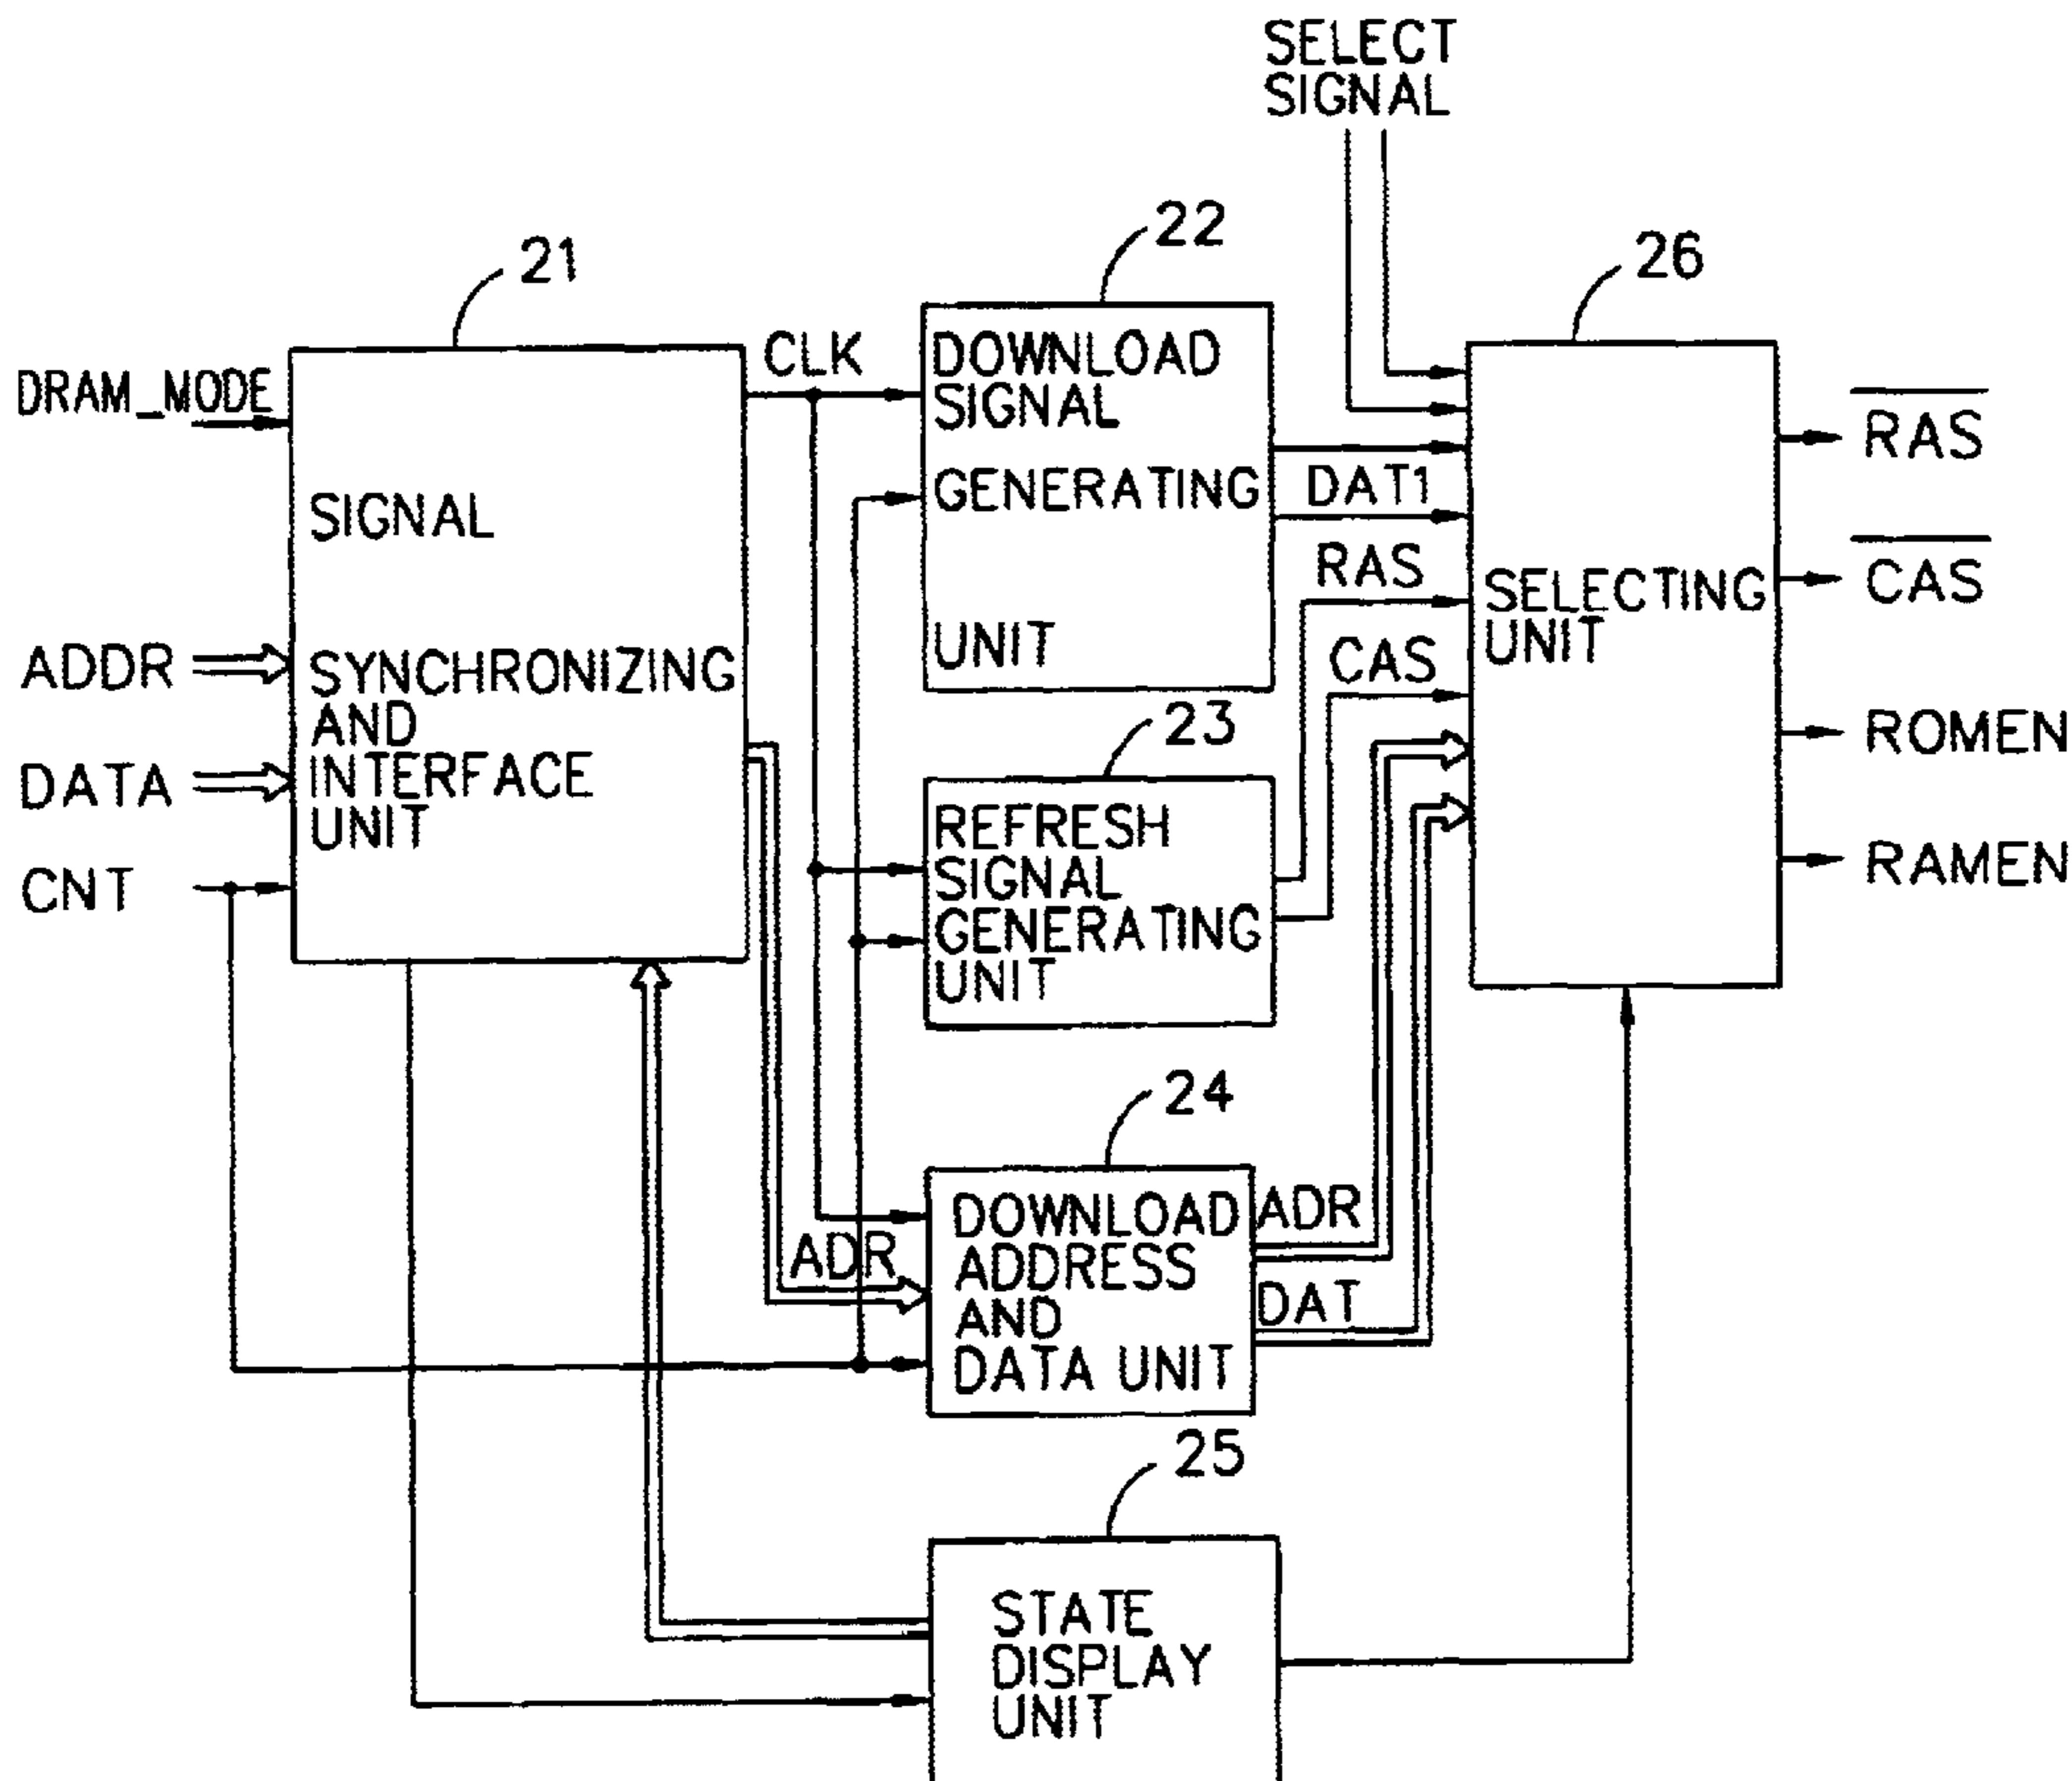 SELECT
SIGNAL
21
22
26
DRAM_MODE
CLK
SIGNAL
SYNCHRONIZING
AND
INTERFACE
UNIT
ADDR
DATA
CNT
DOWNLOAD
SIGNAL
GENERATING
UNIT
DAT1
RAS
CAS
SELECTING
UNIT
RAS
CAS
ROMEN
RAMEN
23
REFRESH
SIGNAL
GENERATING
UNIT
24
ADR
DOWNLOAD
ADDRESS
AND
DATA UNIT
ADR
DAT
25
STATE
DISPLAY
UNIT